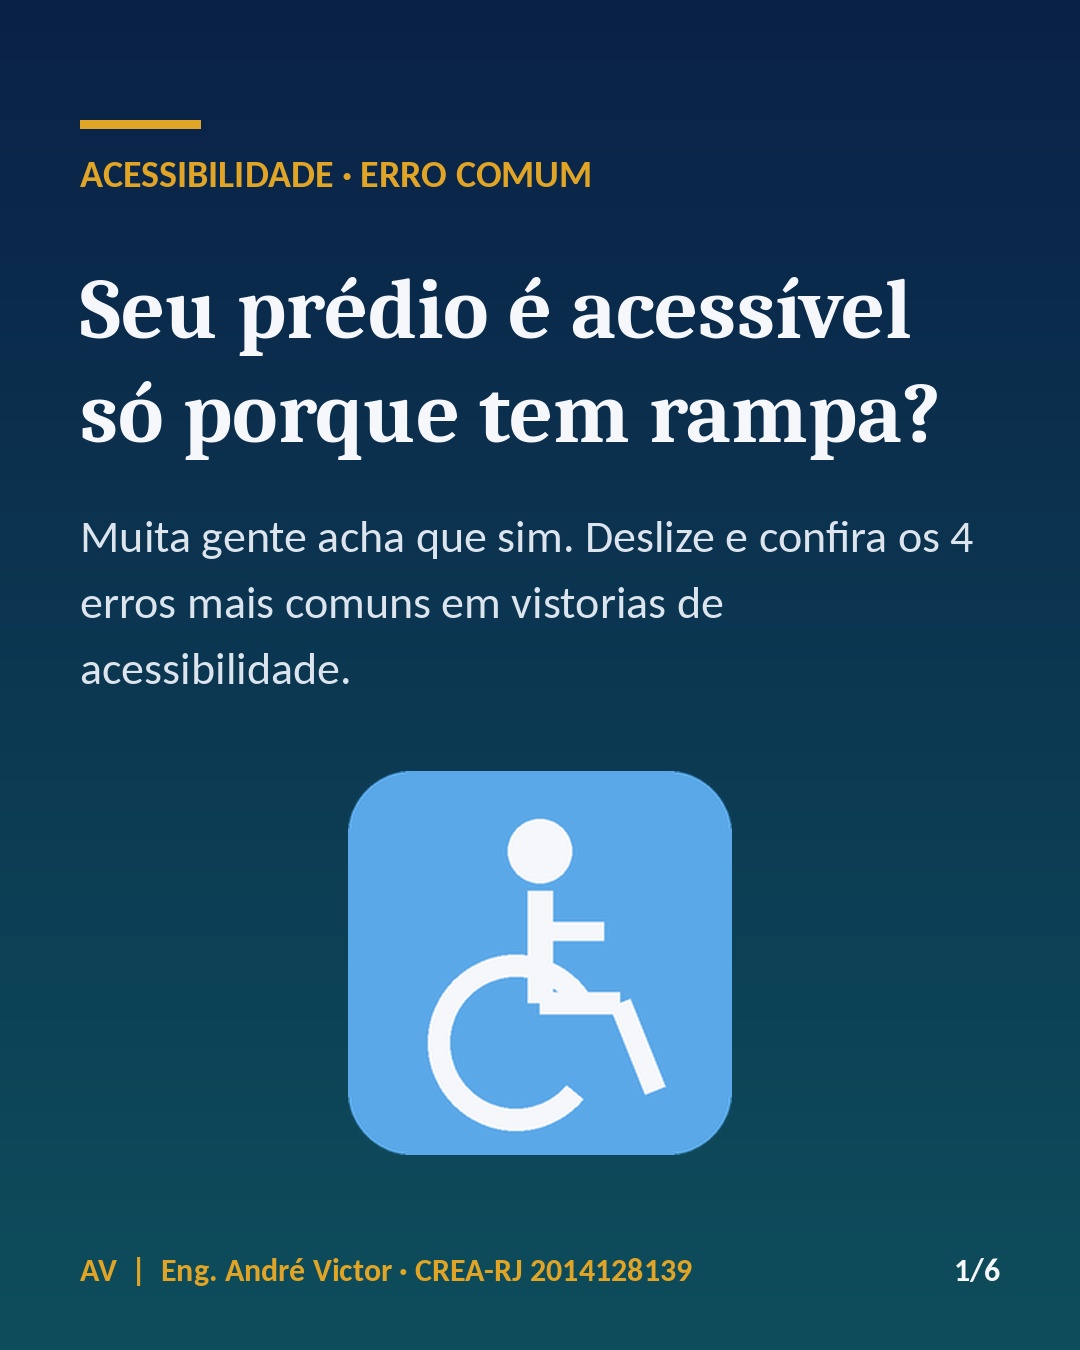 ACESSIBILIDADE · ERRO COMUM
Seu prédio é acessível
só porque tem rampa?
Muita gente acha que sim. Deslize e confira os 4
erros mais comuns em vistorias de
acessibilidade.
AV | Eng. André Victor · CREA-RJ 2014128139
1/6